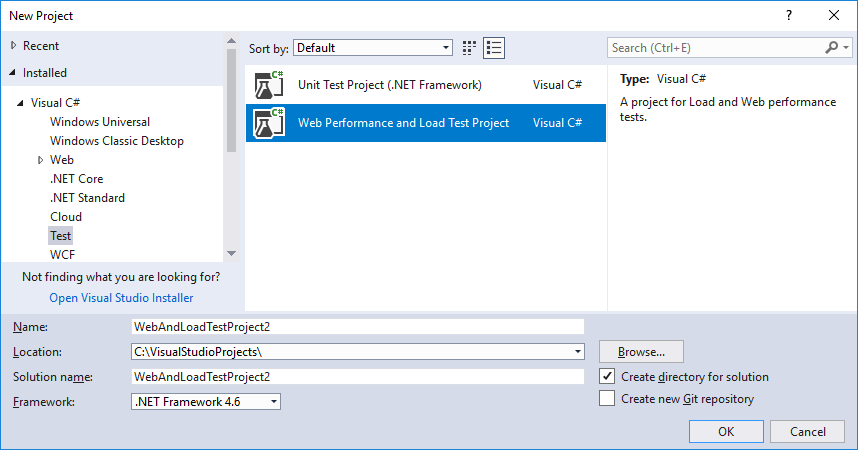 New Project
?
Recent
Installed
Sort by: Default
Search (Ctrl+E)
Visual C#
Windows Universal
Windows Classic Desktop
Web
.NET Core
.NET Standard
Cloud
Test
WCF
C# Unit Test Project (.NET Framework) Visual C#
C# Web Performance and Load Test Project Visual C#
Type: Visual C#
A project for Load and Web performance
tests.
Not finding what you are looking for?
Open Visual Studio Installer
Name: WebAndLoadTestProject2
Location: C:\VisualStudioProjects\ Browse...
Solution name: WebAndLoadTestProject2 Create directory for solution
Framework: .NET Framework 4.6 Create new Git repository
OK Cancel